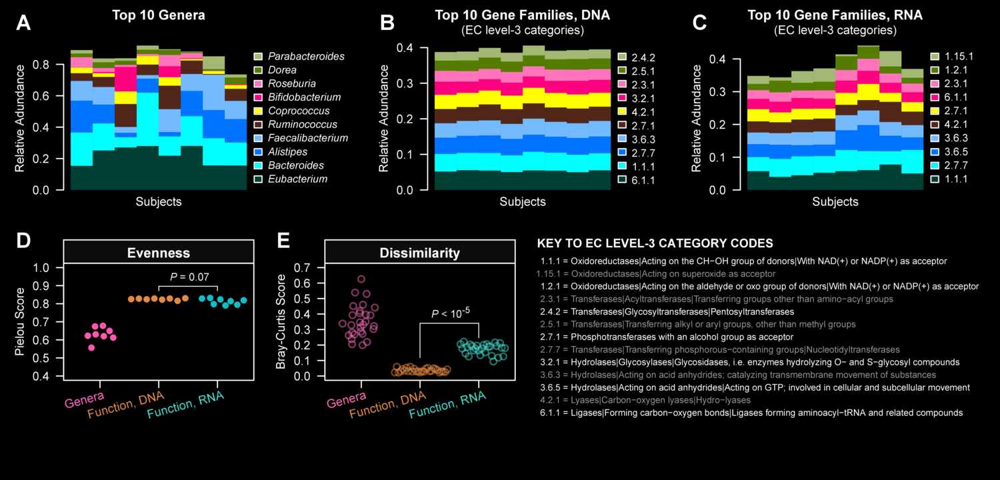 A
Top 10 Genera
Relative Adundance
0.8
0.6
0.4
0.2
0.0
Subjects
Parabacteroides
Dorea
Roseburia
Bifidobacterium
Coprococcus
Ruminococcus
Faecalibacterium
Alistipes
Bacteroides
Eubacterium
B
Top 10 Gene Families, DNA
(EC level-3 categories)
Relative Adundance
0.4
0.3
0.2
0.1
0.0
Subjects
2.4.2
2.5.1
2.3.1
3.2.1
4.2.1
2.7.1
3.6.3
2.7.7
1.1.1
6.1.1
C
Top 10 Gene Families, RNA
(EC level-3 categories)
Relative Adundance
0.4
0.3
0.2
0.1
0.0
Subjects
1.15.1
1.2.1
2.3.1
6.1.1
2.7.1
4.2.1
3.6.3
3.6.5
2.7.7
1.1.1
D
Evenness
Pielou Score
1.0
0.9
0.8
0.7
0.6
0.5
0.4
P = 0.07
Genera
Function, DNA
Function, RNA
E
Dissimilarity
Bray-Curtis Score
0.7
0.6
0.5
0.4
0.3
0.2
0.1
0.0
P < 10-5
Genera
Function, DNA
Function, RNA
KEY TO EC LEVEL-3 CATEGORY CODES
1.1.1 = Oxidoreductases|Acting on the CH−OH group of donors|With NAD(+) or NADP(+) as acceptor
1.15.1 = Oxidoreductases|Acting on superoxide as acceptor
1.2.1 = Oxidoreductases|Acting on the aldehyde or oxo group of donors|With NAD(+) or NADP(+) as acceptor
2.3.1 = Transferases|Acyltransferases|Transferring groups other than amino−acyl groups
2.4.2 = Transferases|Glycosyltransferases|Pentosyltransferases
2.5.1 = Transferases|Transferring alkyl or aryl groups, other than methyl groups
2.7.1 = Phosphotransferases with an alcohol group as acceptor
2.7.7 = Transferases|Transferring phosphorous−containing groups|Nucleotidyltransferases
3.2.1 = Hydrolases|Glycosylases|Glycosidases, i.e. enzymes hydrolyzing O− and S−glycosyl compounds
3.6.3 = Hydrolases|Acting on acid anhydrides; catalyzing transmembrane movement of substances
3.6.5 = Hydrolases|Acting on acid anhydrides|Acting on GTP; involved in cellular and subcellular movement
4.2.1 = Lyases|Carbon−oxygen lyases|Hydro−lyases
6.1.1 = Ligases|Forming carbon−oxygen bonds|Ligases forming aminoacyl−tRNA and related compounds